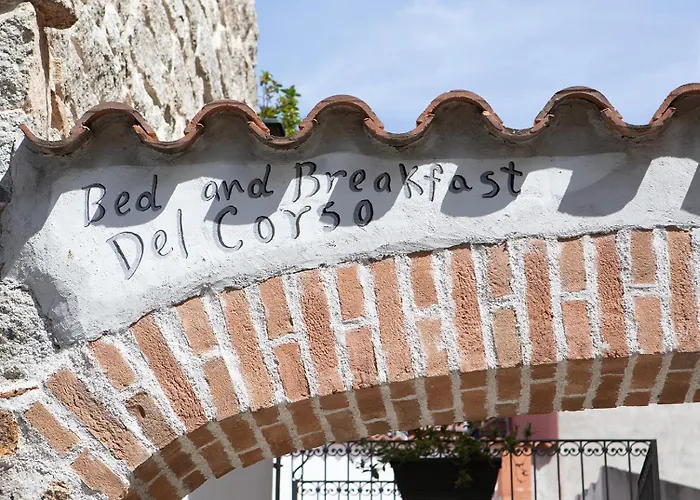 Bed and Breakfast
Del Corso